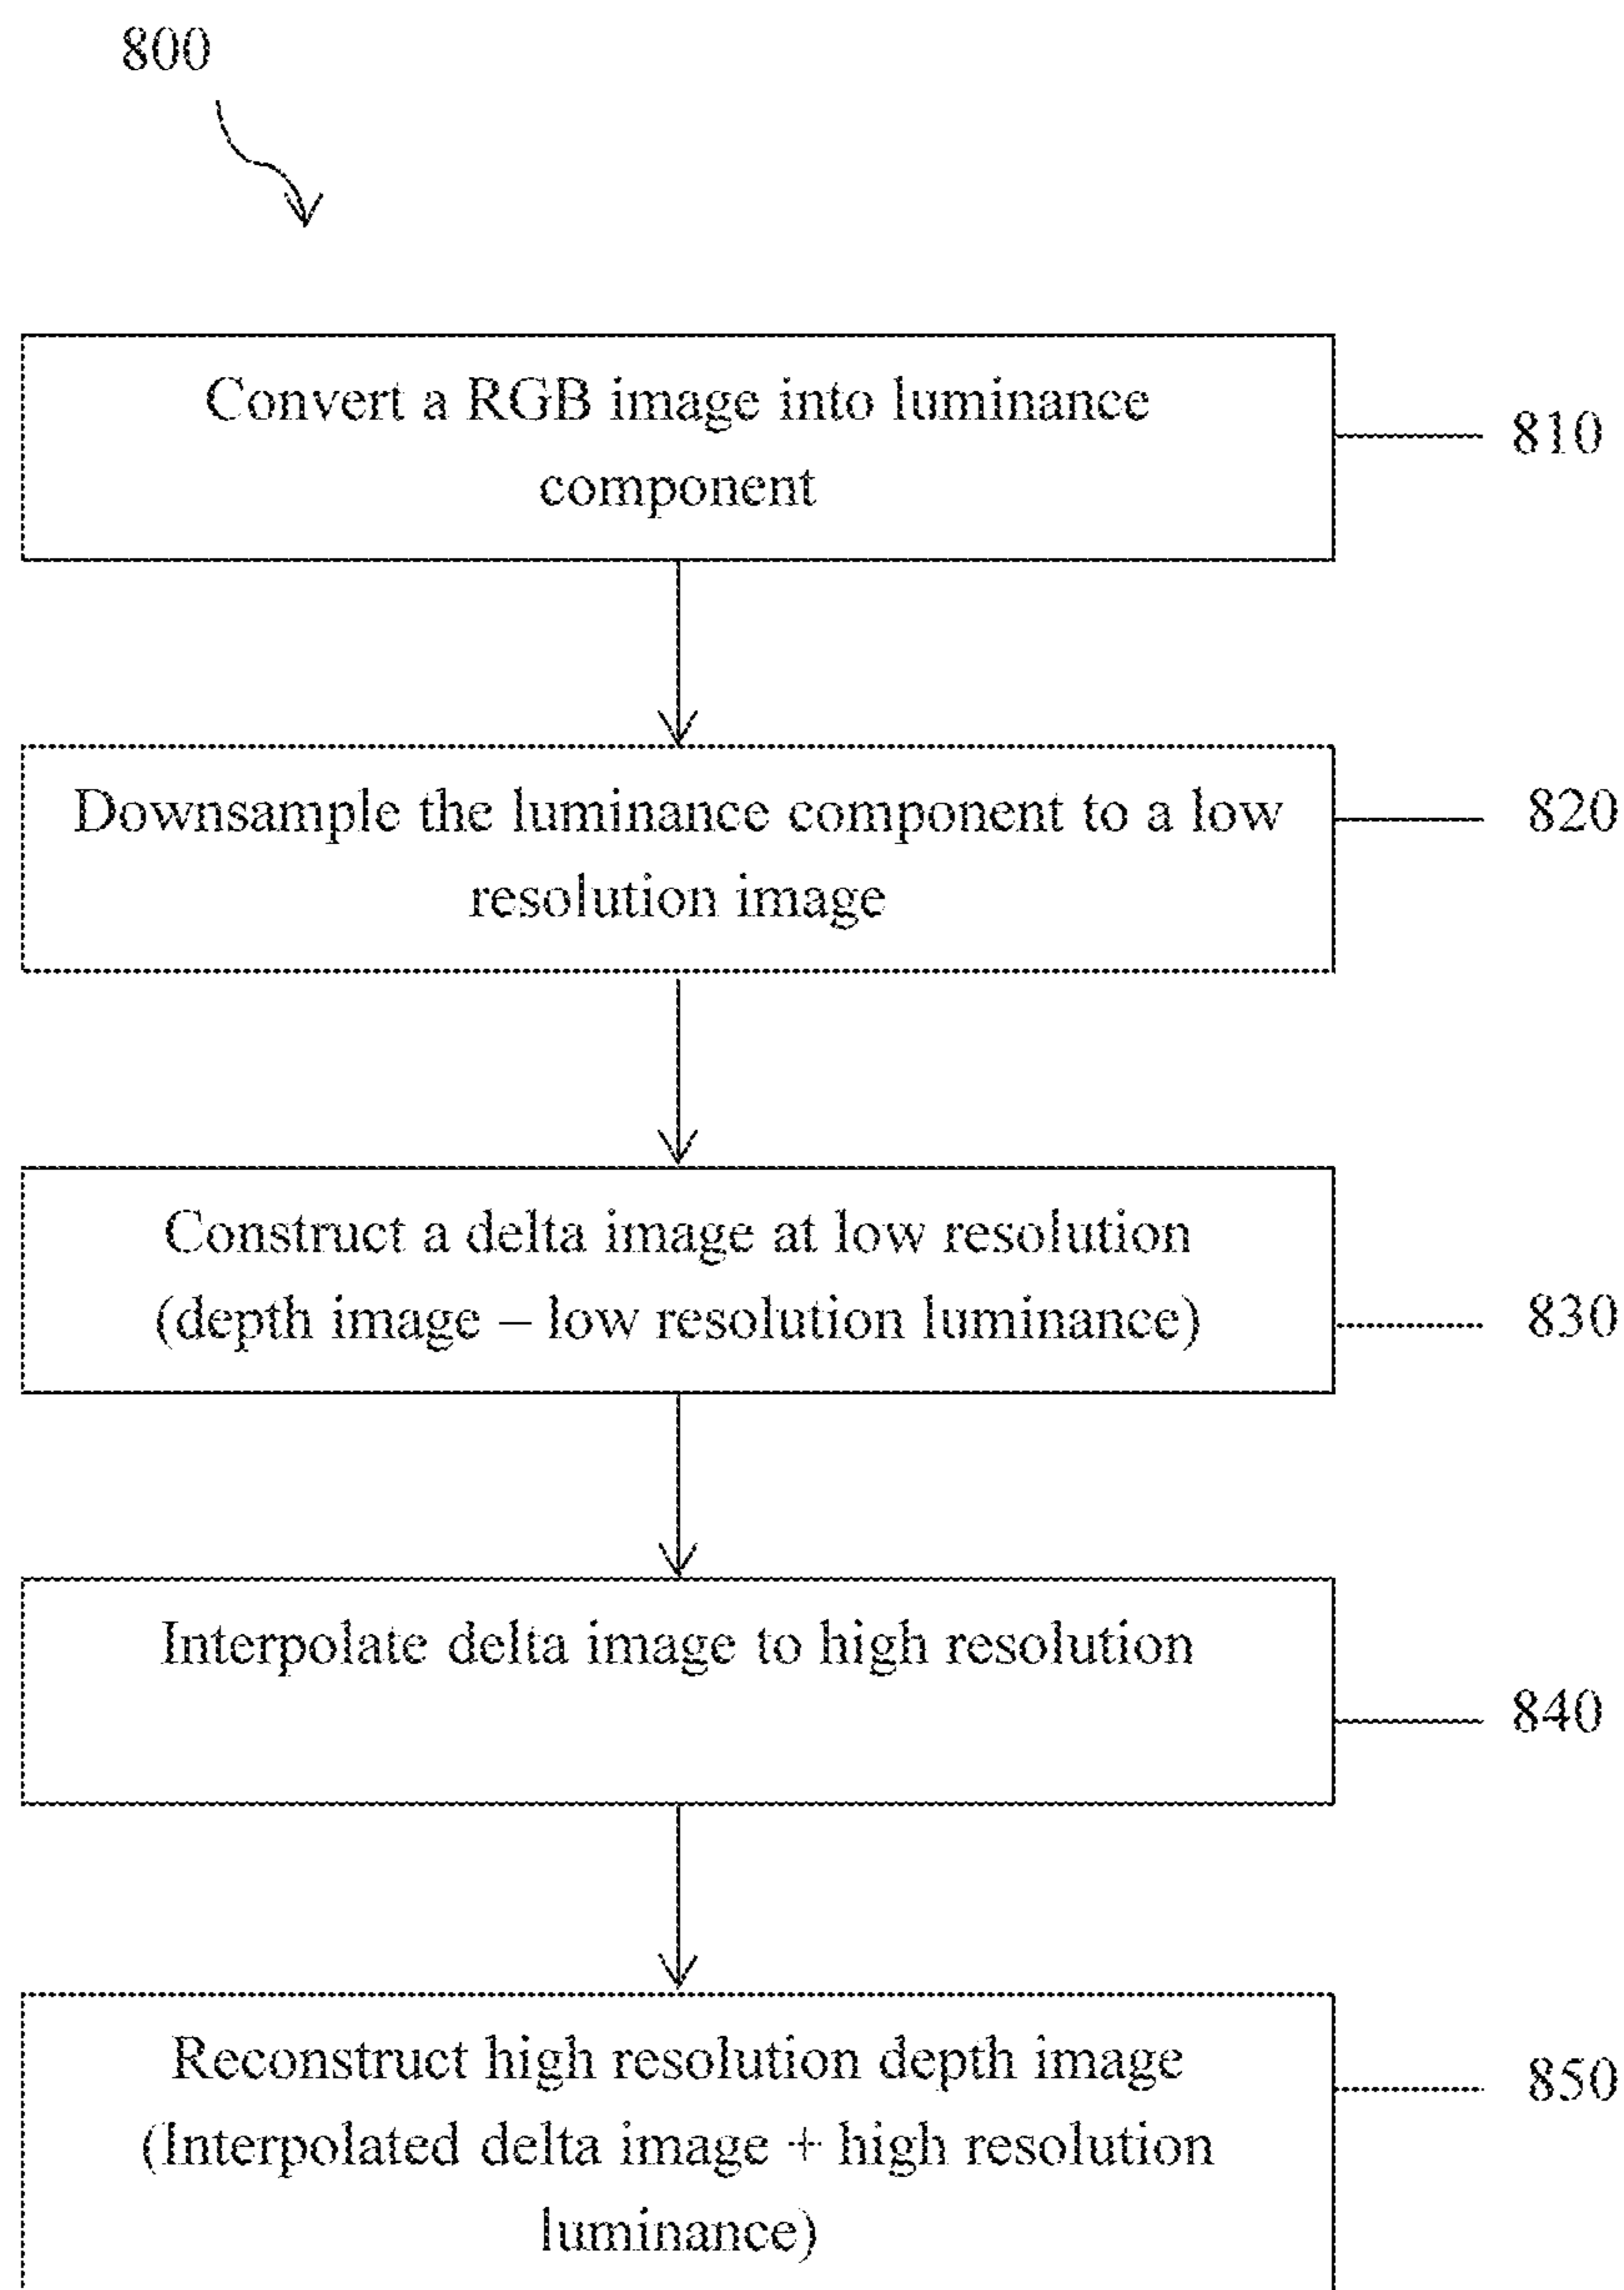 800
Convert a RGB image into luminance
component
810
Downsample the luminance component to a low
resolution image
820
Construct a delta image at low resolution
(depth image – low resolution luminance)
830
Interpolate delta image to high resolution
840
Reconstruct high resolution depth image
(Interpolated delta image + high resolution
luminance)
850